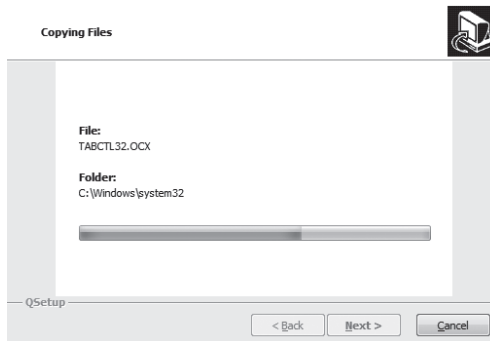 Copying Files
File:
TABCTL32.OCX
Folder:
C:\Windows\system32
QSetup
< Back
Next >
Cancel